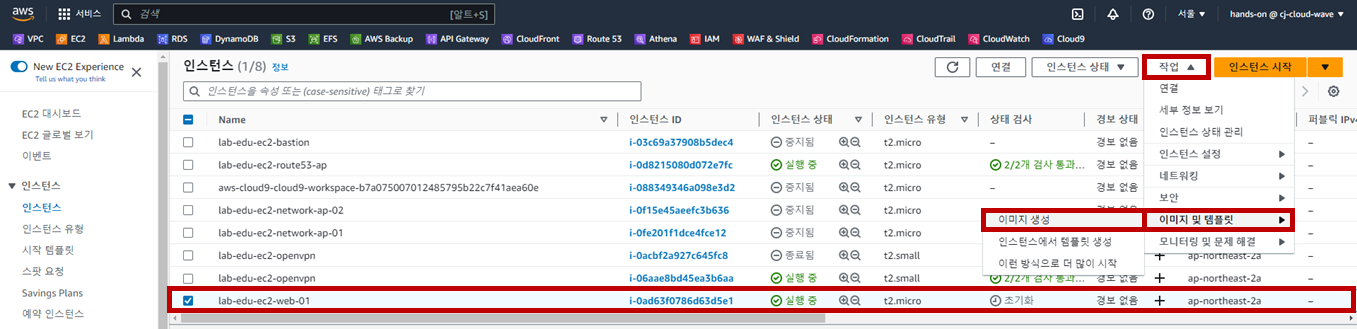 aws 서비스 검색 [알트+S] 서울 hands-on @ cj-cloud-wave
VPC EC2 Lambda RDS DynamoDB S3 EFS AWS Backup API Gateway CloudFront Route 53 Athena IAM WAF & Shield CloudFormation CloudTrail CloudWatch Cloud9
New EC2 Experience
Tell us what you think
EC2 대시보드
EC2 글로벌 보기
이벤트
인스턴스
인스턴스
인스턴스 유형
시작 템플릿
스팟 요청
Savings Plans
예약 인스턴스
인스턴스 (1/8) 정보
연결 인스턴스 상태 작업 인스턴스 시작
인스턴스을 속성 또는 (case-sensitive) 태그로 찾기
Name 인스턴스 ID 인스턴스 상태 인스턴스 유형 상태 검사 경보 상태 퍼블릭 IPv4
lab-edu-ec2-bastion i-03c69a37908b5dec4 중지됨 t2.micro – 경보 없음 –
lab-edu-ec2-route53-ap i-0d8215080d072e7fc 실행 중 t2.micro 2/2개 검사 통과... 경보 없음 –
aws-cloud9-cloud9-workspace-b7a075007012485795b22c7f41aea60e i-088349346a098e3d2 중지됨 t2.micro – 경보 없음 –
lab-edu-ec2-network-ap-02 i-0f15e45aeefc3b636 중지됨 t2.micro –
lab-edu-ec2-network-ap-01 i-0fe201f1dce4fce12 중지됨 t2.micro –
lab-edu-ec2-openvpn i-0acbf2a927c645fc8 종료됨 t2.small ap-northeast-2a –
lab-edu-ec2-openvpn i-06aae8bd45ea3b6aa 실행 중 t2.small 2/2개 검사 통과... 경보 없음 ap-northeast-2a –
lab-edu-ec2-web-01 i-0ad63f0786d63d5e1 실행 중 t2.micro 초기화 경보 없음 ap-northeast-2a –
연결
세부 정보 보기
인스턴스 상태 관리
인스턴스 설정
네트워킹
보안
이미지 및 템플릿
모니터링 및 문제 해결
이미지 생성
인스턴스에서 템플릿 생성
이런 방식으로 더 많이 시작